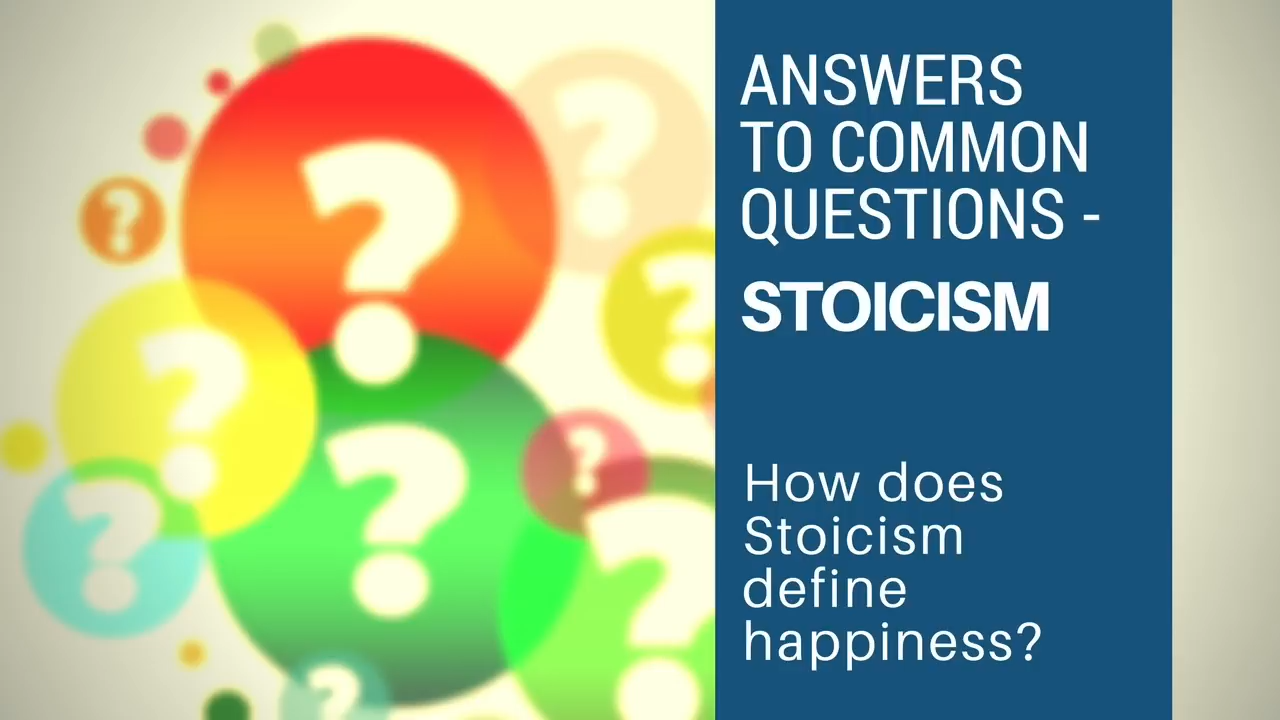 ANSWERS
TO COMMON
QUESTIONS -
STOICISM
How does
Stoicism
define
happiness?